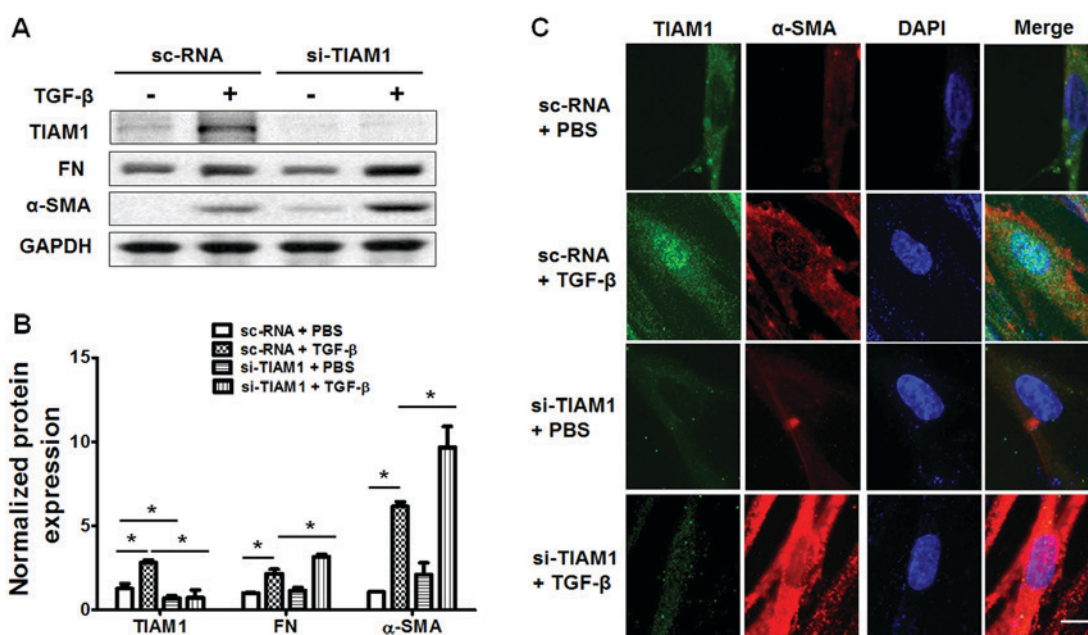 A
sc-RNA si-TIAM1
TGF-β - + - +
TIAM1
FN
α-SMA
GAPDH
B
sc-RNA + PBS
sc-RNA + TGF-β
si-TIAM1 + PBS
si-TIAM1 + TGF-β
Normalized protein
expression
15
10
5
0
* * * * * * *
TIAM1 FN α-SMA
C
TIAM1 α-SMA DAPI Merge
sc-RNA
+ PBS
sc-RNA
+ TGF-β
si-TIAM1
+ PBS
si-TIAM1
+ TGF-β